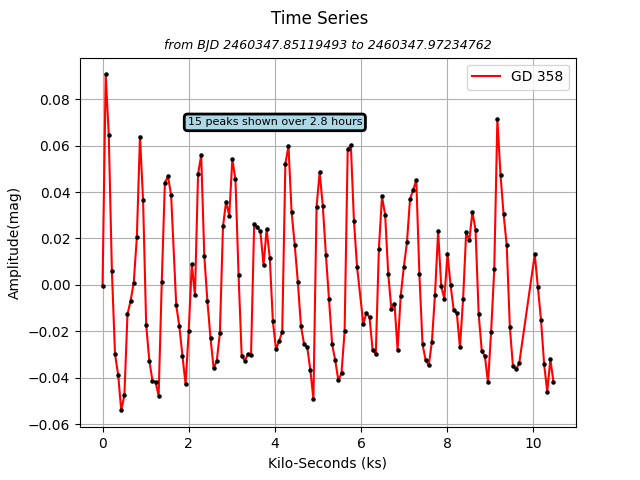 Time Series
from BJD 2460347.85119493 to 2460347.97234762
GD 358
15 peaks shown over 2.8 hours
Amplitude(mag)
0.08
0.06
0.04
0.02
0.00
−0.02
−0.04
−0.06
0 2 4 6 8 10
Kilo-Seconds (ks)